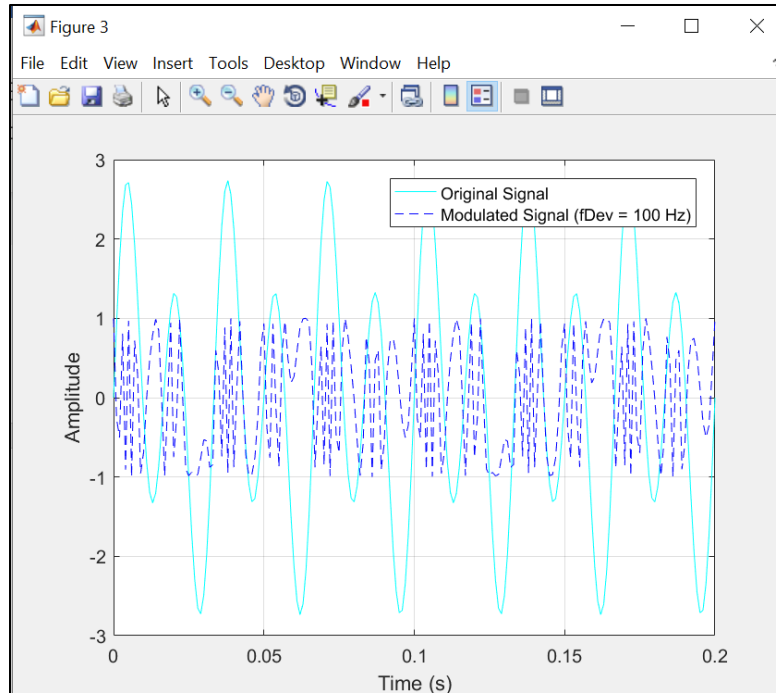 Figure 3
File Edit View Insert Tools Desktop Window Help
3
2
1
0
-1
-2
-3
Amplitude
Original Signal
Modulated Signal (fDev = 100 Hz)
0 0.05 0.1 0.15 0.2
Time (s)